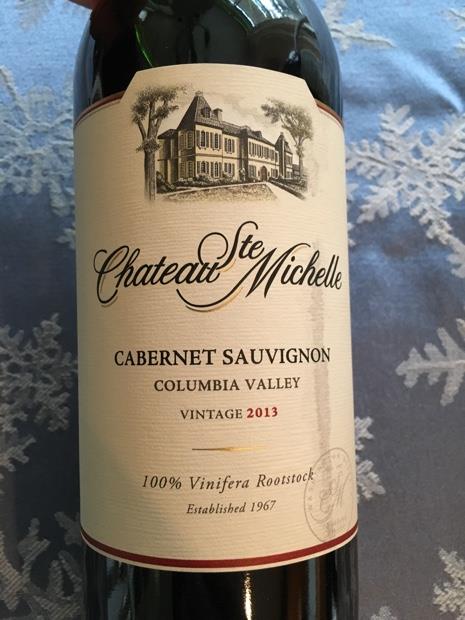 Chateau Ste Michelle
CABERNET SAUVIGNON
COLUMBIA VALLEY
VINTAGE 2013
100% Vinifera Rootstock
Established 1967